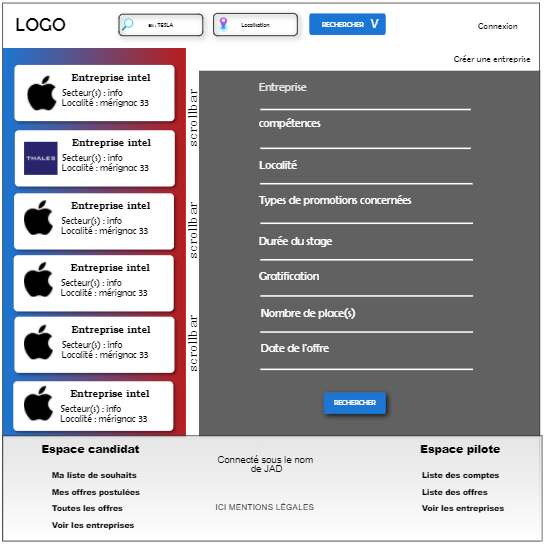 LOGO
ex : TESLA
Localisation
RECHERCHER V
Connexion
Créer une entreprise
Entreprise intel
Secteur(s) : info
Localité : mérignac 33
THALES
Entreprise intel
Secteur(s) : info
Localité : mérignac 33
Entreprise intel
Secteur(s) : info
Localité : mérignac 33
Entreprise intel
Secteur(s) : info
Localité : mérignac 33
Entreprise intel
Secteur(s) : info
Localité : mérignac 33
Entreprise intel
Secteur(s) : info
Localité : mérignac 33
scrollbar
scrollbar
scrollbar
Entreprise
compétences
Localité
Types de promotions concernées
Durée du stage
Gratification
Nombre de place(s)
Date de l'offre
RECHERCHER
Espace candidat
Ma liste de souhaits
Mes offres postulées
Toutes les offres
Voir les entreprises
Connecté sous le nom
de JAD
ICI MENTIONS LÉGALES
Espace pilote
Liste des comptes
Liste des offres
Voir les entreprises